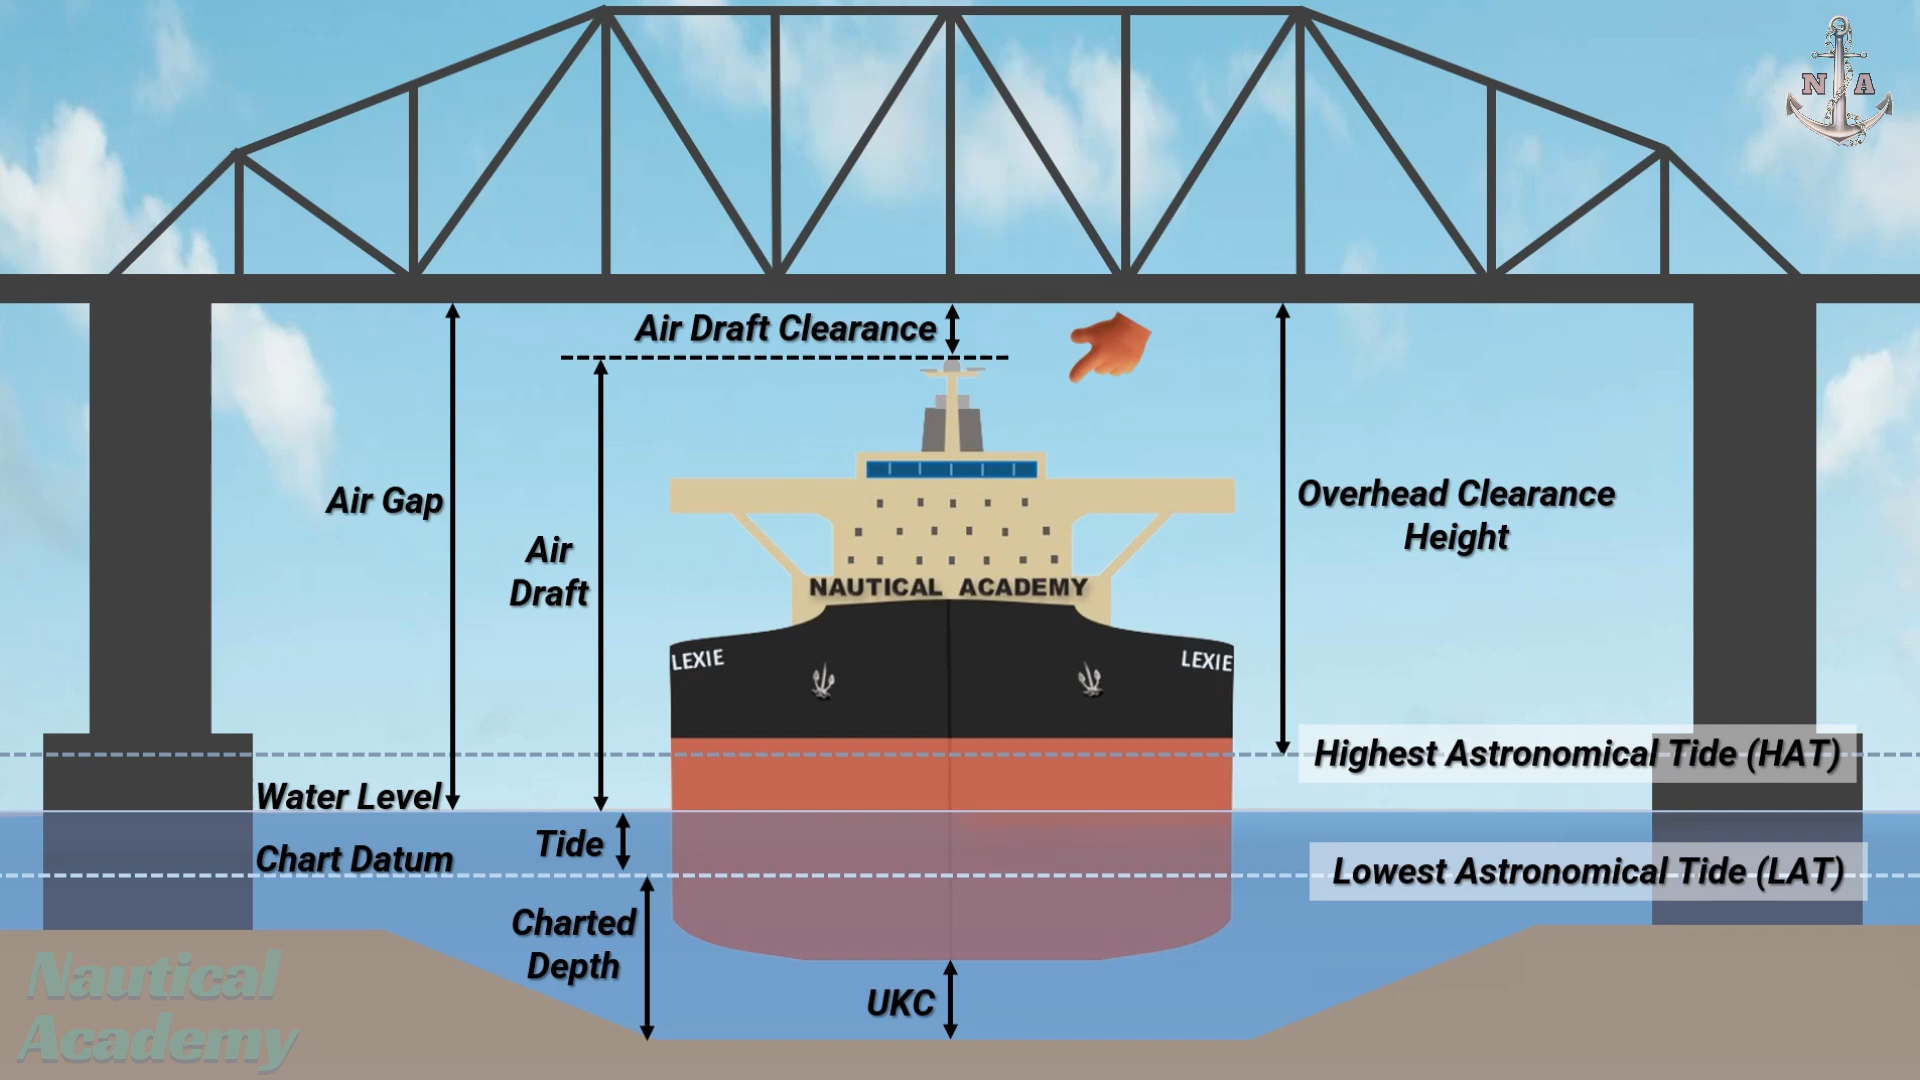 N A
Air Draft Clearance
Air Gap
Air
Draft
Overhead Clearance
Height
NAUTICAL ACADEMY
LEXIE
LEXIE
Highest Astronomical Tide (HAT)
Water Level
Tide
Chart Datum
Lowest Astronomical Tide (LAT)
Charted
Depth
UKC
Nautical
Academy